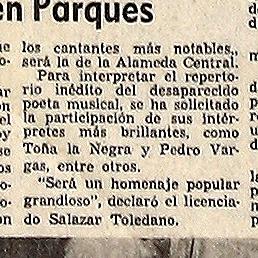 en Parques
los cantantes más notables,,
será la de la Alameda Central.
Para interpretar el reperto-
rio inédito del desaparecido
poeta musical, se ha solicitado
la participación de sus intér-
pretes más brillantes, como
Toña la Negra y Pedro Var-
gas, entre otros.
"Será un homenaje popular
grandioso", declaró el licencia-
do Salazar Toledano.